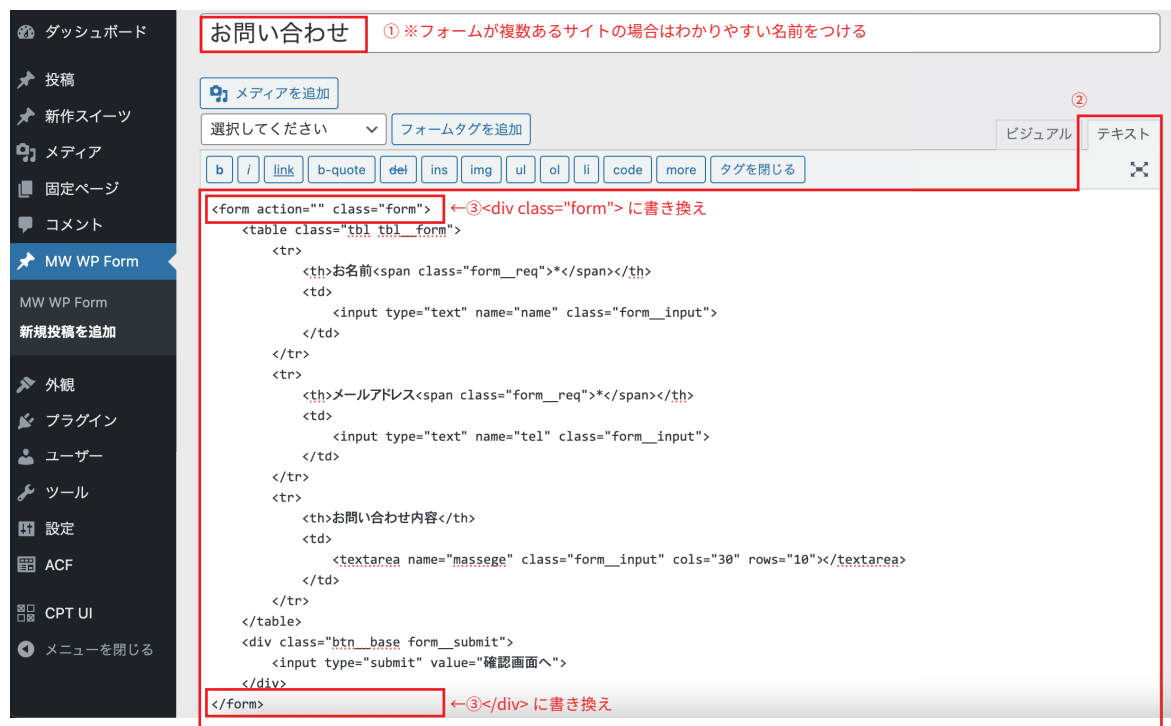 ダッシュボード
投稿
新作スイーツ
メディア
固定ページ
コメント
MW WP Form
MW WP Form
新規投稿を追加
外観
プラグイン
ユーザー
ツール
設定
ACF
CPT UI
メニューを閉じる
お問い合わせ ① ※フォームが複数あるサイトの場合はわかりやすい名前をつける
メディアを追加
②
選択してください フォームタグを追加 ビジュアル テキスト
b i link b-quote del ins img ul ol li code more タグを閉じる
<form action="" class="form"> ←③<div class="form"> に書き換え
<table class="tbl tbl__form">
<tr>
<th>お名前<span class="form__req">*</span></th>
<td>
<input type="text" name="name" class="form__input">
</td>
</tr>
<tr>
<th>メールアドレス<span class="form__req">*</span></th>
<td>
<input type="text" name="tel" class="form__input">
</td>
</tr>
<tr>
<th>お問い合わせ内容</th>
<td>
<textarea name="massege" class="form__input" cols="30" rows="10"></textarea>
</td>
</tr>
</table>
<div class="btn__base form__submit">
<input type="submit" value="確認画面へ">
</div>
</form> ←③</div> に書き換え